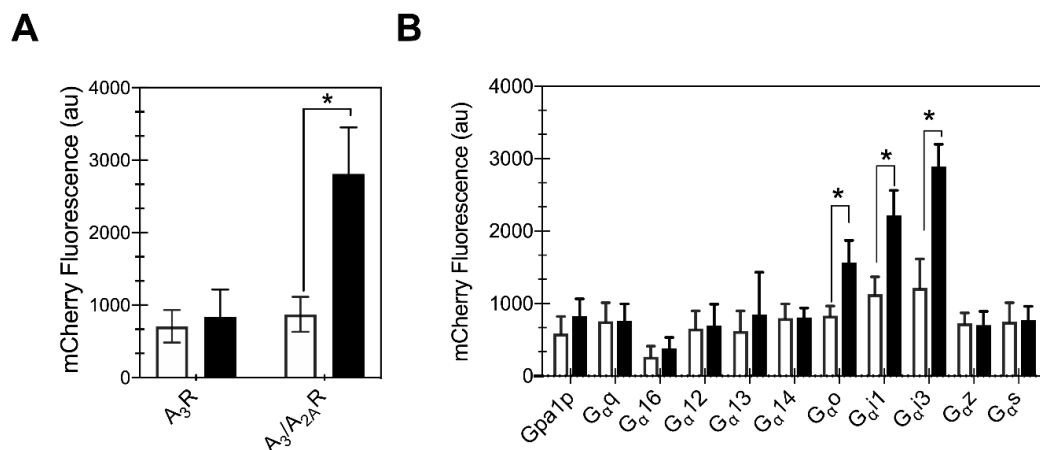 A
B
mCherry Fluorescence (au)
4000
3000
2000
1000
0
*
A₃R
A₃/A₂ₐR
mCherry Fluorescence (au)
4000
3000
2000
1000
0
*
*
*
Gpa1p
Gαq
Gα16
Gα12
Gα13
Gα14
Gαo
Gαi1
Gαi3
Gαz
Gαs